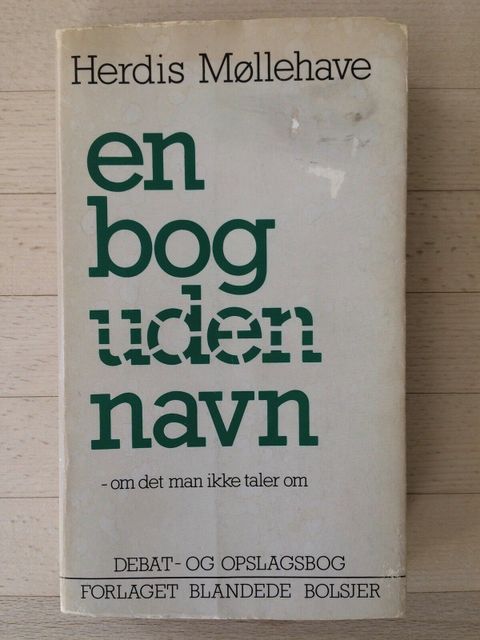 Herdis Møllehave
en
bog
uden
navn
- om det man ikke taler om
DEBAT- OG OPSLAGSBOG
FORLAGET BLANDEDE BOLSJER